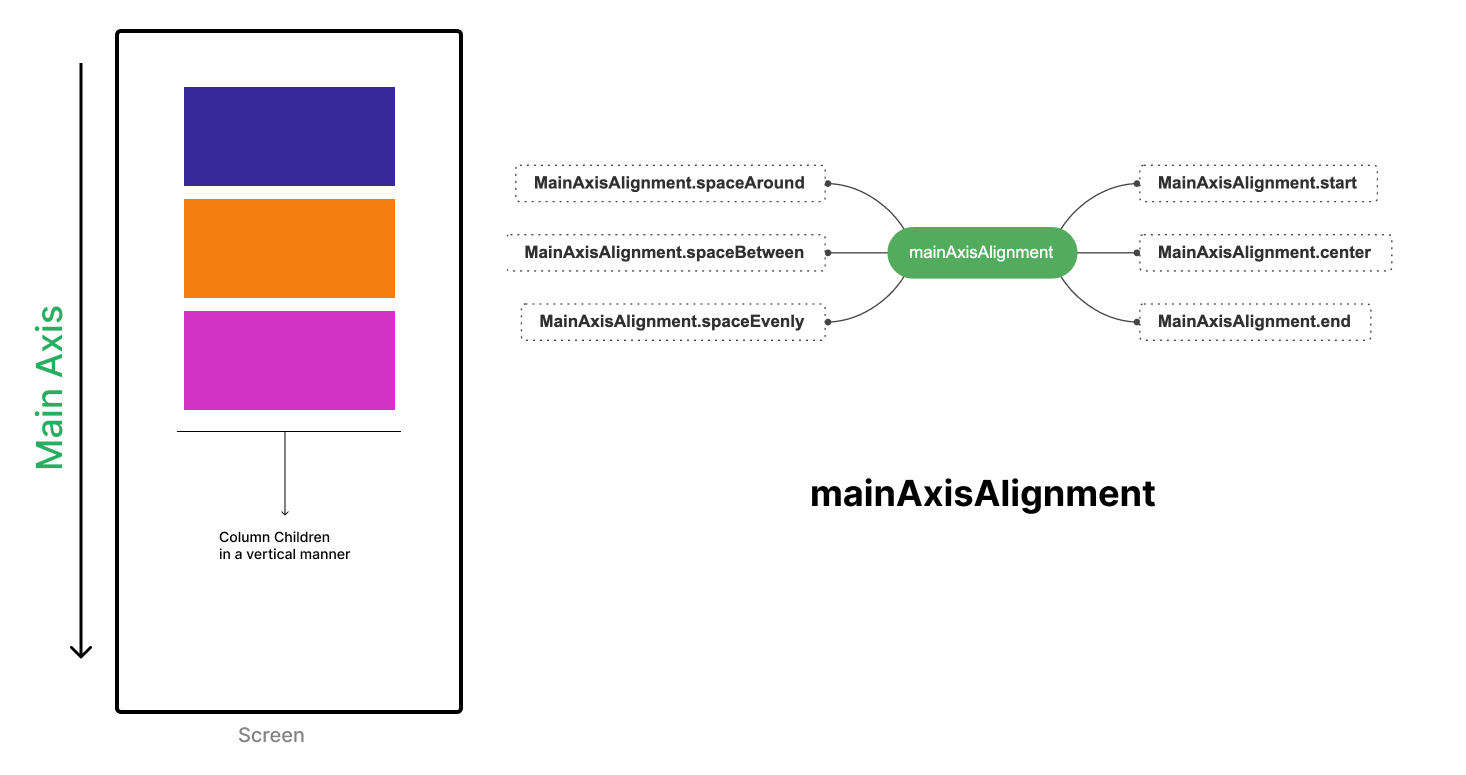 Main Axis
Column Children
in a vertical manner
Screen
MainAxisAlignment.spaceAround
MainAxisAlignment.spaceBetween
MainAxisAlignment.spaceEvenly
mainAxisAlignment
MainAxisAlignment.start
MainAxisAlignment.center
MainAxisAlignment.end
mainAxisAlignment